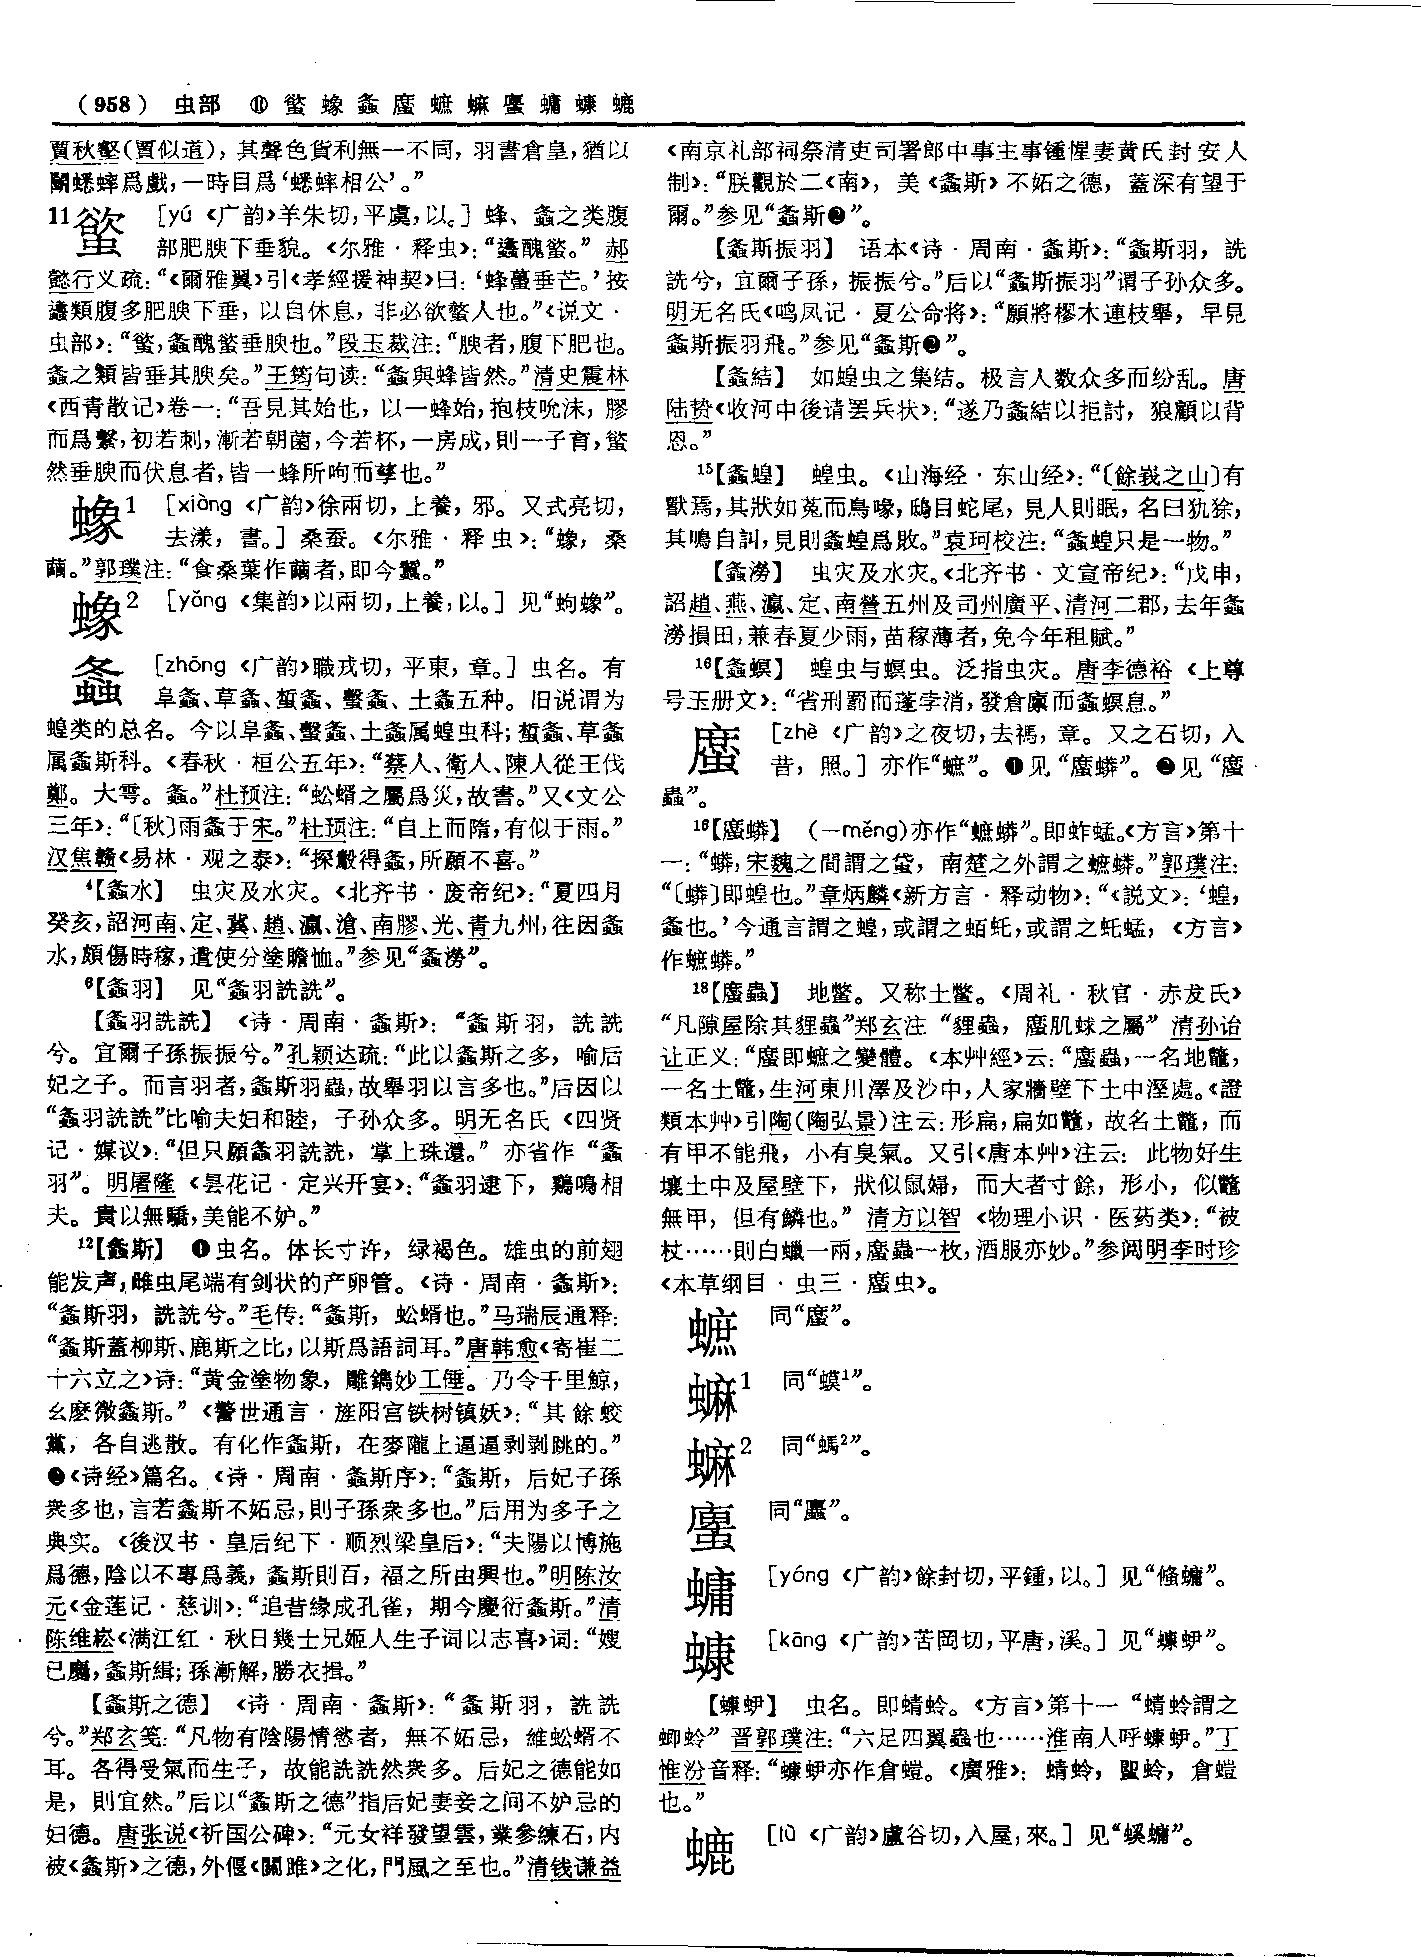 （958） 虫部 ⑪ 䖻 蟓 螽 䗪 蟅 䗫 蟗 𧑗 螰 螰
賈秋壑(賈似道)，其聲色貨利無一不同，羽書倉皇，猶以
鬭蟋蟀爲戲，一時目爲‘蟋蟀相公’。”
11 [yú《广韵》羊朱切，平虞，以。] 蜂、螽之类腹
部肥腴下垂貌。《尔雅·释虫》：“蠭醜螸。”郝
懿行义疏：“《爾雅翼》引《孝經援神契》曰：‘蜂蠆垂芒。’按
蠭類腹多肥腴下垂，以自休息，非必欲螫人也。”《说文·
虫部》：“螸，螽醜螸垂腴也。”段玉裁注：“腴者，腹下肥也。
螽之類皆垂其腴矣。”王筠句读：“螽與蜂皆然。”清史震林
《西青散记》卷一：“吾見其始也，以一蜂始，抱枝吮沫，膠
而爲繫，初若刺，漸若朝菌，今若杯，一房成，則一子育，螸
然垂腴而伏息者，皆一蜂所呴而孳也。”
蟓1 [xiàng《广韵》徐兩切，上養，邪。又式亮切，
去漾，書。] 桑蚕。《尔雅·释虫》：“蟓，桑
繭。”郭璞注：“食桑葉作繭者，即今蠶。”
蟓2 [yǎng《集韵》以兩切，上養，以。] 见“蚼蟓”。
螽 [zhōng《广韵》職戎切，平東，章。] 虫名。有
阜螽、草螽、蜤螽、蟿螽、土螽五种。旧说谓为
蝗类的总名。今以阜螽、蟿螽、土螽属蝗虫科；蜤螽、草螽
属螽斯科。《春秋·桓公五年》：“蔡人、衛人、陳人從王伐
鄭。大雩。螽。”杜预注：“蚣蝑之屬爲災，故書。”又《文公
三年》：“〔秋〕雨螽于宋。”杜预注：“自上而隋，有似于雨。”
汉焦赣《易林·观之泰》：“探鷇得螽，所願不喜。”
⁴【螽水】 虫灾及水灾。《北齐书·废帝纪》：“夏四月
癸亥，詔河南、定、冀、趙、瀛、滄、南膠、光、青九州，往因螽
水，頗傷時稼，遣使分塗贍恤。”参见“螽澇”。
⁶【螽羽】 见“螽羽詵詵”。
【螽羽詵詵】 《诗·周南·螽斯》：“螽斯羽，詵詵
兮。宜爾子孫振振兮。”孔颖达疏：“此以螽斯之多，喻后
妃之子。而言羽者，螽斯羽蟲，故舉羽以言多也。”后因以
“螽羽詵詵”比喻夫妇和睦，子孙众多。明无名氏《四贤
记·媒议》：“但只願螽羽詵詵，掌上珠還。”亦省作“螽
羽”。明屠隆《昙花记·定兴开宴》：“螽羽逮下，鷄鳴相
夫。貴以無驕，美能不妒。”
¹²【螽斯】 ❶虫名。体长寸许，绿褐色。雄虫的前翅
能发声，雌虫尾端有剑状的产卵管。《诗·周南·螽斯》：
“螽斯羽，詵詵兮。”毛传：“螽斯，蚣蝑也。”马瑞辰通释：
“螽斯蓋柳斯、鹿斯之比，以斯爲語詞耳。”唐韩愈《寄崔二
十六立之》诗：“黄金塗物象，雕鐫妙工倕。乃令千里鯨，
幺麽微螽斯。”《警世通言·旌阳宫铁树镇妖》：“其餘蛟
黨，各自逃散。有化作螽斯，在麥隴上逼逼剥剥跳的。”
❷《诗经》篇名。《诗·周南·螽斯序》：“螽斯，后妃子孫
衆多也，言若螽斯不妬忌，則子孫衆多也。”后用为多子之
典实。《後汉书·皇后纪下·顺烈梁皇后》：“夫陽以博施
爲德，陰以不專爲義，螽斯則百，福之所由興也。”明陈汝
元《金莲记·慈训》：“追昔緣成孔雀，期今慶衍螽斯。”清
陈维崧《满江红·秋日幾士兄姬人生子词以志喜》词：“嫂
已賡，螽斯緝；孫漸解，勝衣揖。”
【螽斯之德】 《诗·周南·螽斯》：“螽斯羽，詵詵
兮。”郑玄笺：“凡物有陰陽情慾者，無不妬忌，維蚣蝑不
耳。各得受氣而生子，故能詵詵然衆多。后妃之德能如
是，則宜然。”后以“螽斯之德”指后妃妻妾之间不妒忌的
妇德。唐张说《祈国公碑》：“元女祥發望雲，業參練石，内
被《螽斯》之德，外偃《關雎》之化，門風之至也。”清钱谦益
《南京礼部祠祭清吏司署郎中事主事锺惺妻黄氏封安人
制》：“朕觀於二《南》，美《螽斯》不妬之德，蓋深有望于
爾。”参见“螽斯❷”。
【螽斯振羽】 语本《诗·周南·螽斯》：“螽斯羽，詵
詵兮，宜爾子孫，振振兮。”后以“螽斯振羽”谓子孙众多。
明无名氏《鸣凤记·夏公命将》：“願將樛木連枝舉，早見
螽斯振羽飛。”参见“螽斯❷”。
【螽結】 如蝗虫之集结。极言人数众多而纷乱。唐
陆贽《收河中後请罢兵状》：“遂乃螽結以拒討，狼顧以背
恩。”
¹⁵【螽蝗】 蝗虫。《山海经·东山经》：“〔餘峩之山〕有
獸焉，其狀如菟而鳥喙，鴟目蛇尾，見人則眠，名曰犰狳，
其鳴自訓，見則螽蝗爲敗。”袁珂校注：“螽蝗只是一物。”
【螽澇】 虫灾及水灾。《北齐书·文宣帝纪》：“戊申，
詔趙、燕、瀛、定、南營五州及司州廣平、清河二郡，去年螽
澇損田，兼春夏少雨，苗稼薄者，免今年租賦。”
¹⁶【螽螟】 蝗虫与螟虫。泛指虫灾。唐李德裕《上尊
号玉册文》：“省刑罰而蓬孛消，發倉廩而螽螟息。”
䗪 [zhè《广韵》之夜切，去禡，章。又之石切，入
昔，照。] 亦作“蟅”。❶见“䗪蟒”。❷见“䗪
蟲”。
¹⁶【䗪蟒】 (－měng)亦作“蟅蟒”。即蚱蜢。《方言》第十
一：“蟒，宋魏之間謂之蚮，南楚之外謂之蟅蟒。”郭璞注：
“〔蟒〕即蝗也。”章炳麟《新方言·释动物》：“《説文》：‘蝗，
螽也。’今通言謂之蝗，或謂之蛨虴，或謂之虴蜢，《方言》
作蟅蟒。”
¹⁸【䗪蟲】 地鳖。又称土鳖。《周礼·秋官·赤犮氏》
“凡隙屋除其貍蟲”郑玄注“貍蟲，䗪肌蛷之屬”清孙诒
让正义：“䗪即蟅之變體。《本艸經》云：“䗪蟲，一名地鼈，
一名土鼈，生河東川澤及沙中，人家牆壁下土中溼處。《證
類本艸》引陶(陶弘景)注云：形扁，扁如鼈，故名土鼈，而
有甲不能飛，小有臭氣。又引《唐本艸》注云：此物好生
壤土中及屋壁下，狀似鼠婦，而大者寸餘，形小，似鼈
無甲，但有鱗也。”清方以智《物理小识·医药类》：“被
杖……則白蠟一兩，䗪蟲一枚，酒服亦妙。”参阅明李时珍
《本草纲目·虫三·䗪虫》。
蟅 同“䗪”。
䗫1 同“蟆¹”。
䗫2 同“螞²”。
同“蠯”。
[yóng《广韵》餘封切，平鍾，以。] 见“鯈𧑗”。
[kāng《广韵》苦岡切，平唐，溪。] 见“螰蛜”。
虫名。即蜻蛉。《方言》第十一“蜻蛉謂之
蝍蛉”晋郭璞注：“六足四翼蟲也……淮南人呼蠊蛜。”丁
惟汾音释：“蠊蛜亦作倉螘。《廣雅》：蜻蛉，䘉蛉，倉螘
也。”
[lù《广韵》盧谷切，入屋，來。]